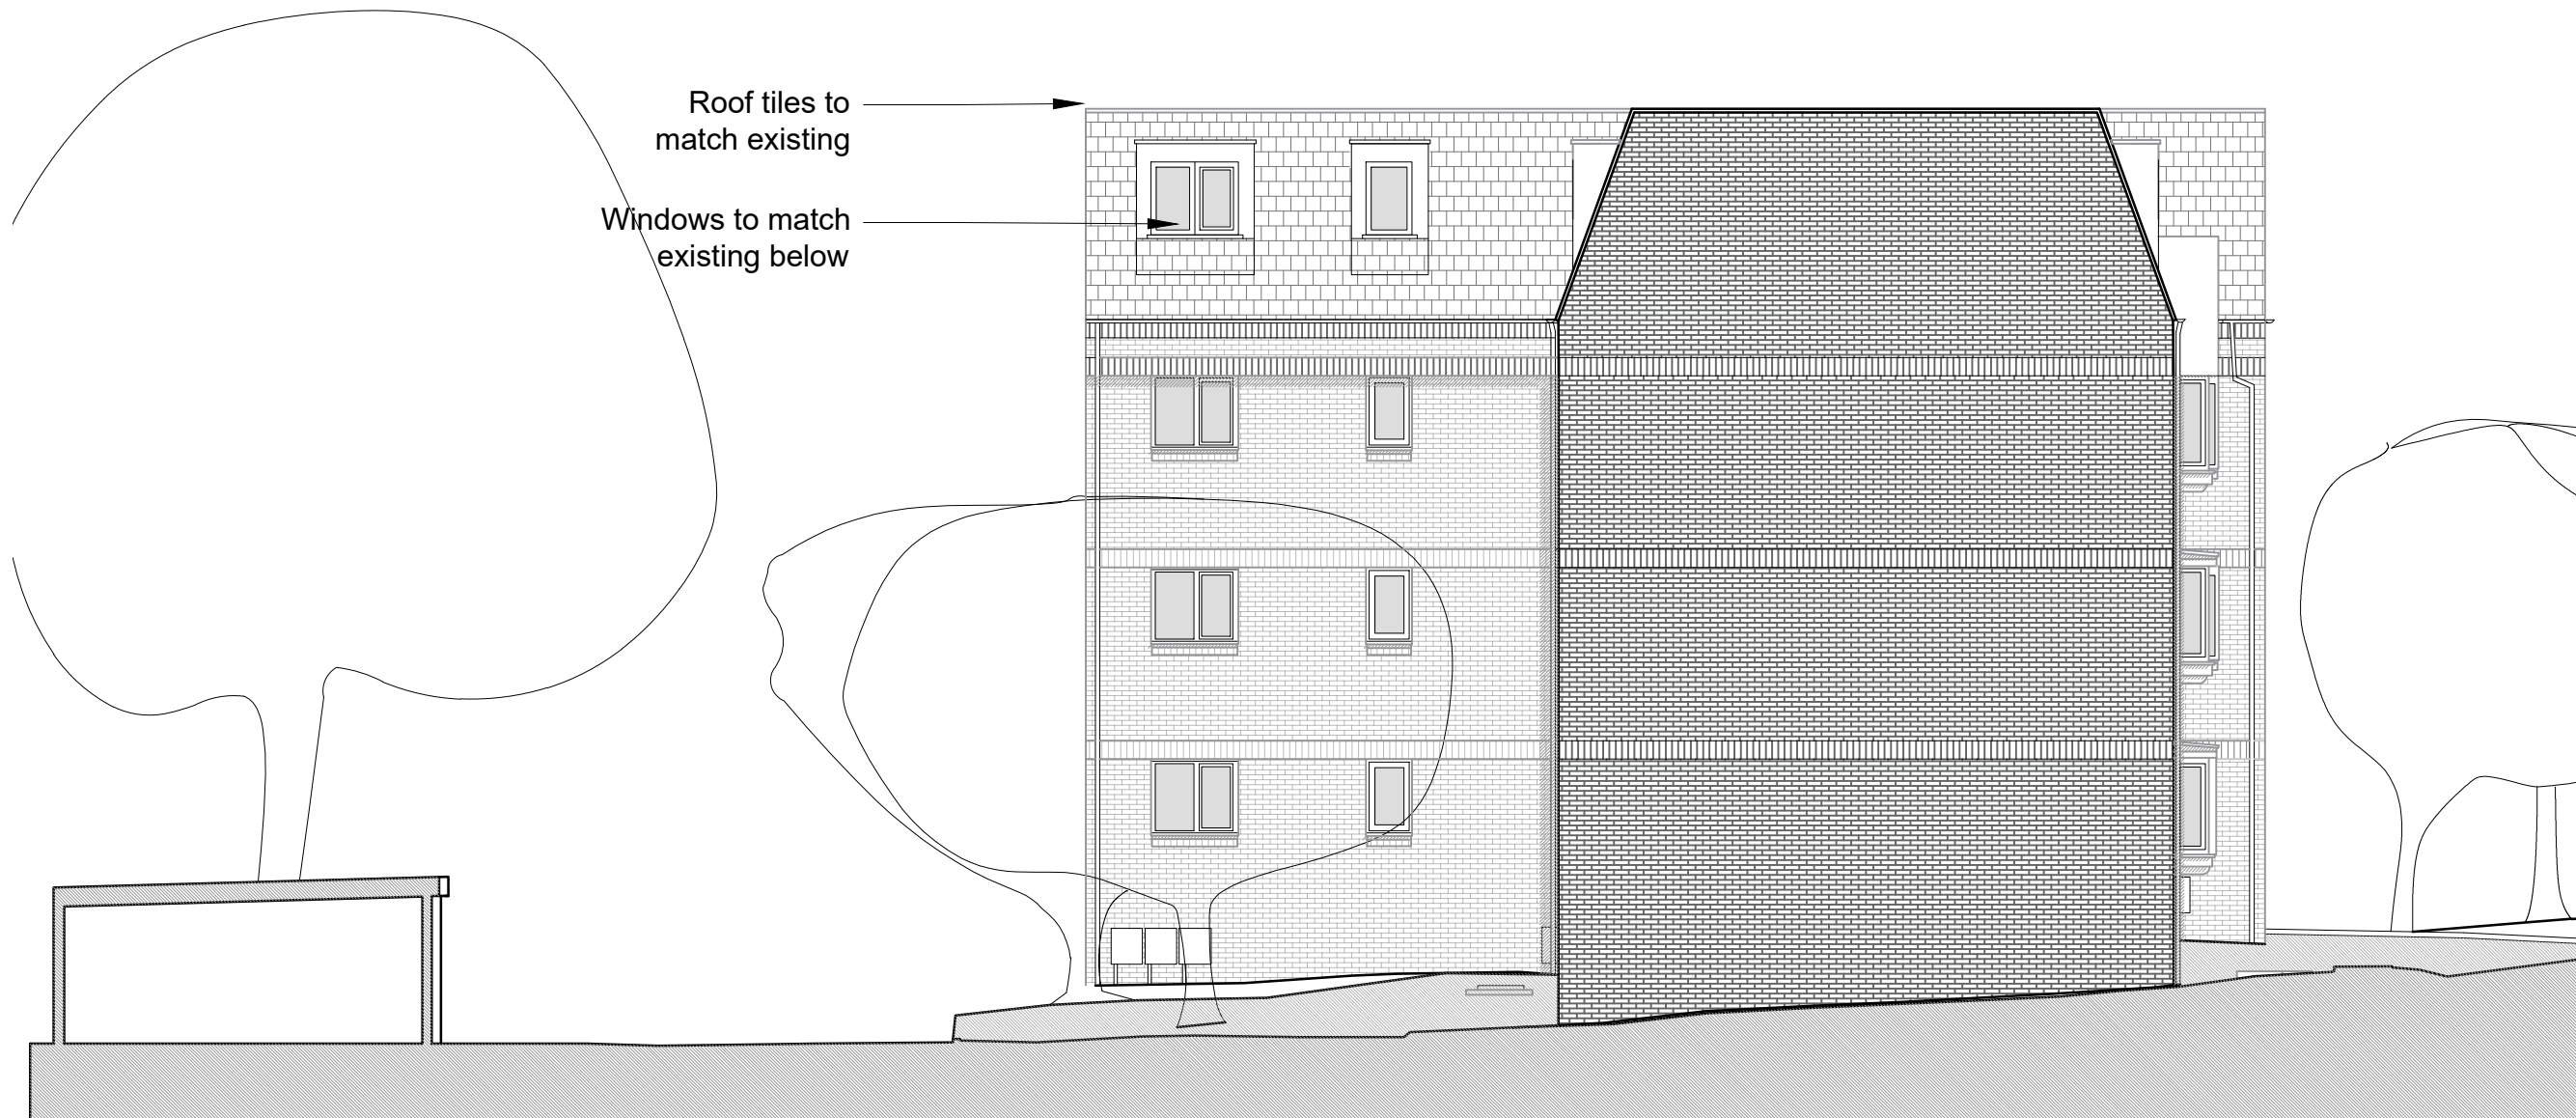 Roof tiles to
match existing
Windows to match
existing below